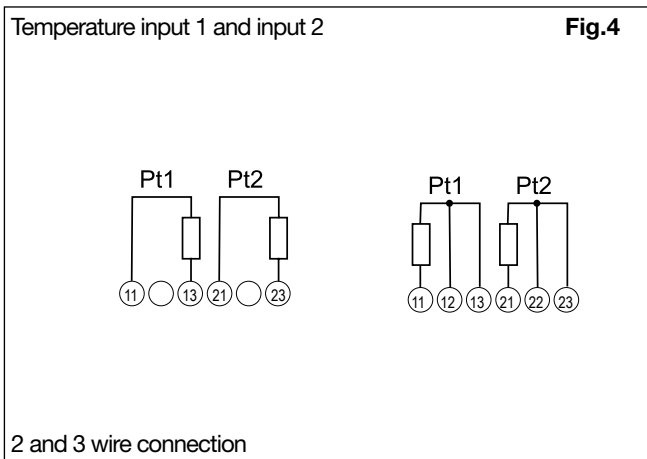 Temperature input 1 and input 2 Fig.4
Pt1 Pt2 Pt1 Pt2
11 13 21 23 11 12 13 21 22 23
2 and 3 wire connection